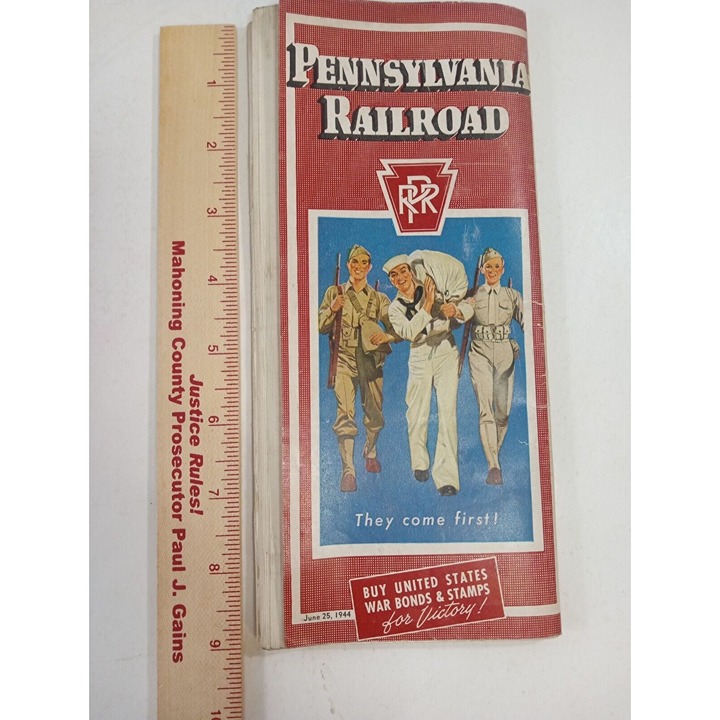 PENNSYLVANIA
RAILROAD
PRR
They come first!
BUY UNITED STATES
WAR BONDS & STAMPS
for Victory!
June 25, 1944
1
2
3
4
5
6
7
8
9
10
Justice Rules!
Mahoning County Prosecutor Paul J. Gains